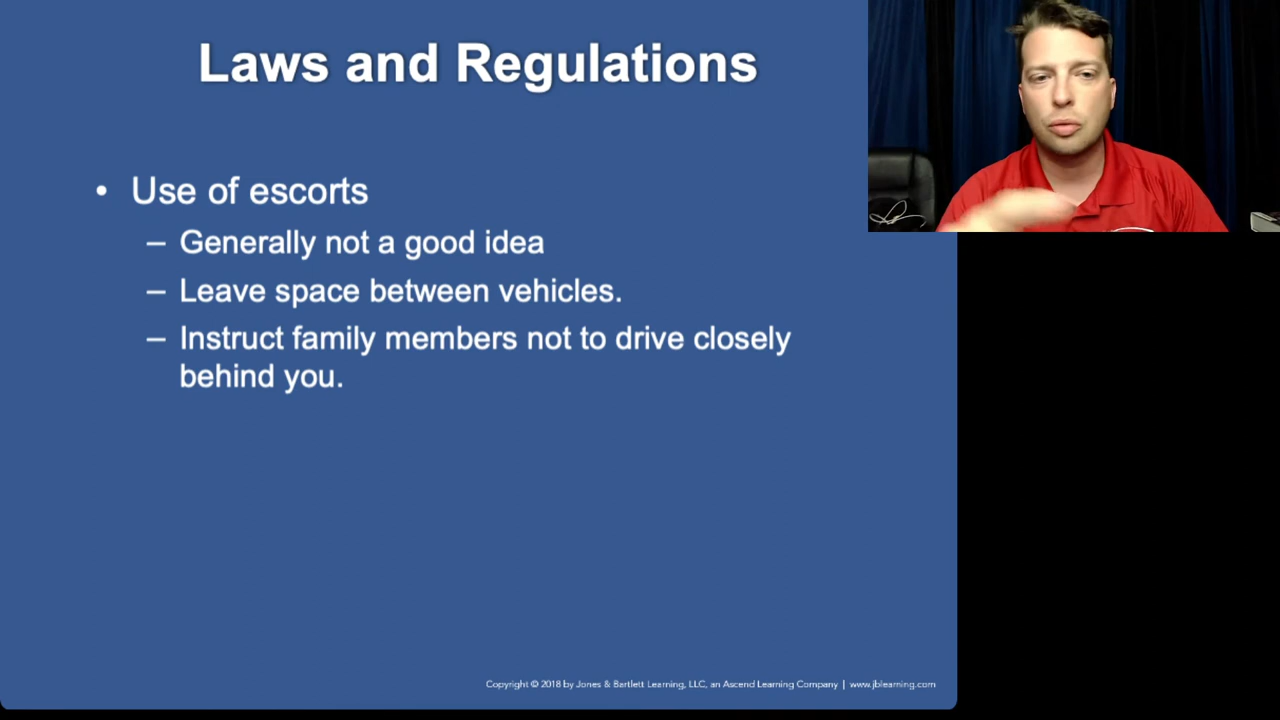 Laws and Regulations
• Use of escorts
– Generally not a good idea
– Leave space between vehicles.
– Instruct family members not to drive closely
behind you.
Copyright © 2018 by Jones & Bartlett Learning, LLC, an Ascend Learning Company | www.jblearning.com